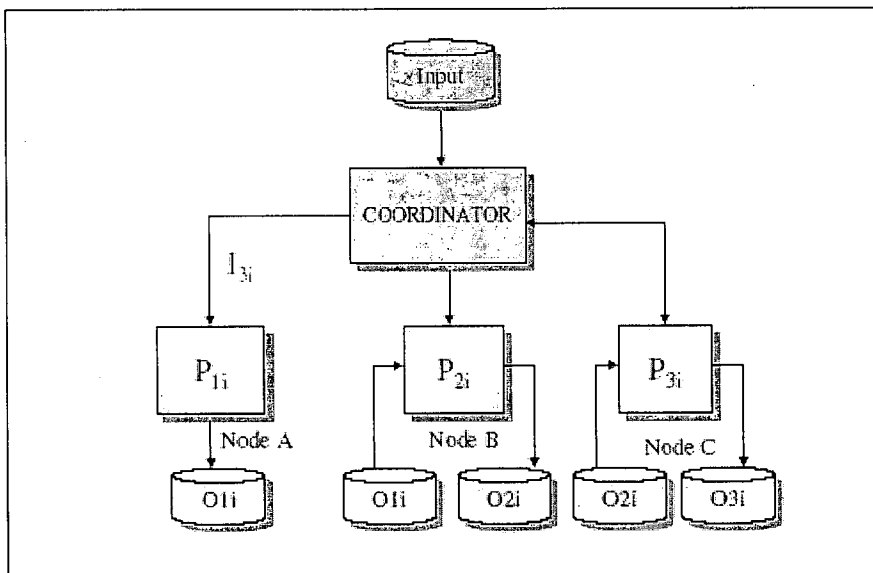 Input
COORDINATOR
I3i
P1i
P2i
P3i
Node A
Node B
Node C
O1i
O1i
O2i
O2i
O3i